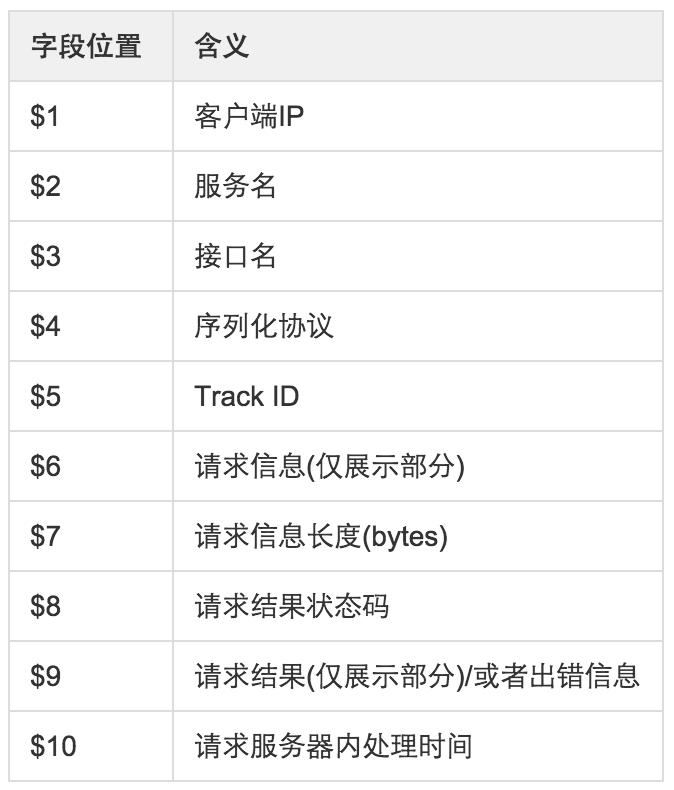 字段位置 含义
$1 客户端IP
$2 服务名
$3 接口名
$4 序列化协议
$5 Track ID
$6 请求信息(仅展示部分)
$7 请求信息长度(bytes)
$8 请求结果状态码
$9 请求结果(仅展示部分)/或者出错信息
$10 请求服务器内处理时间